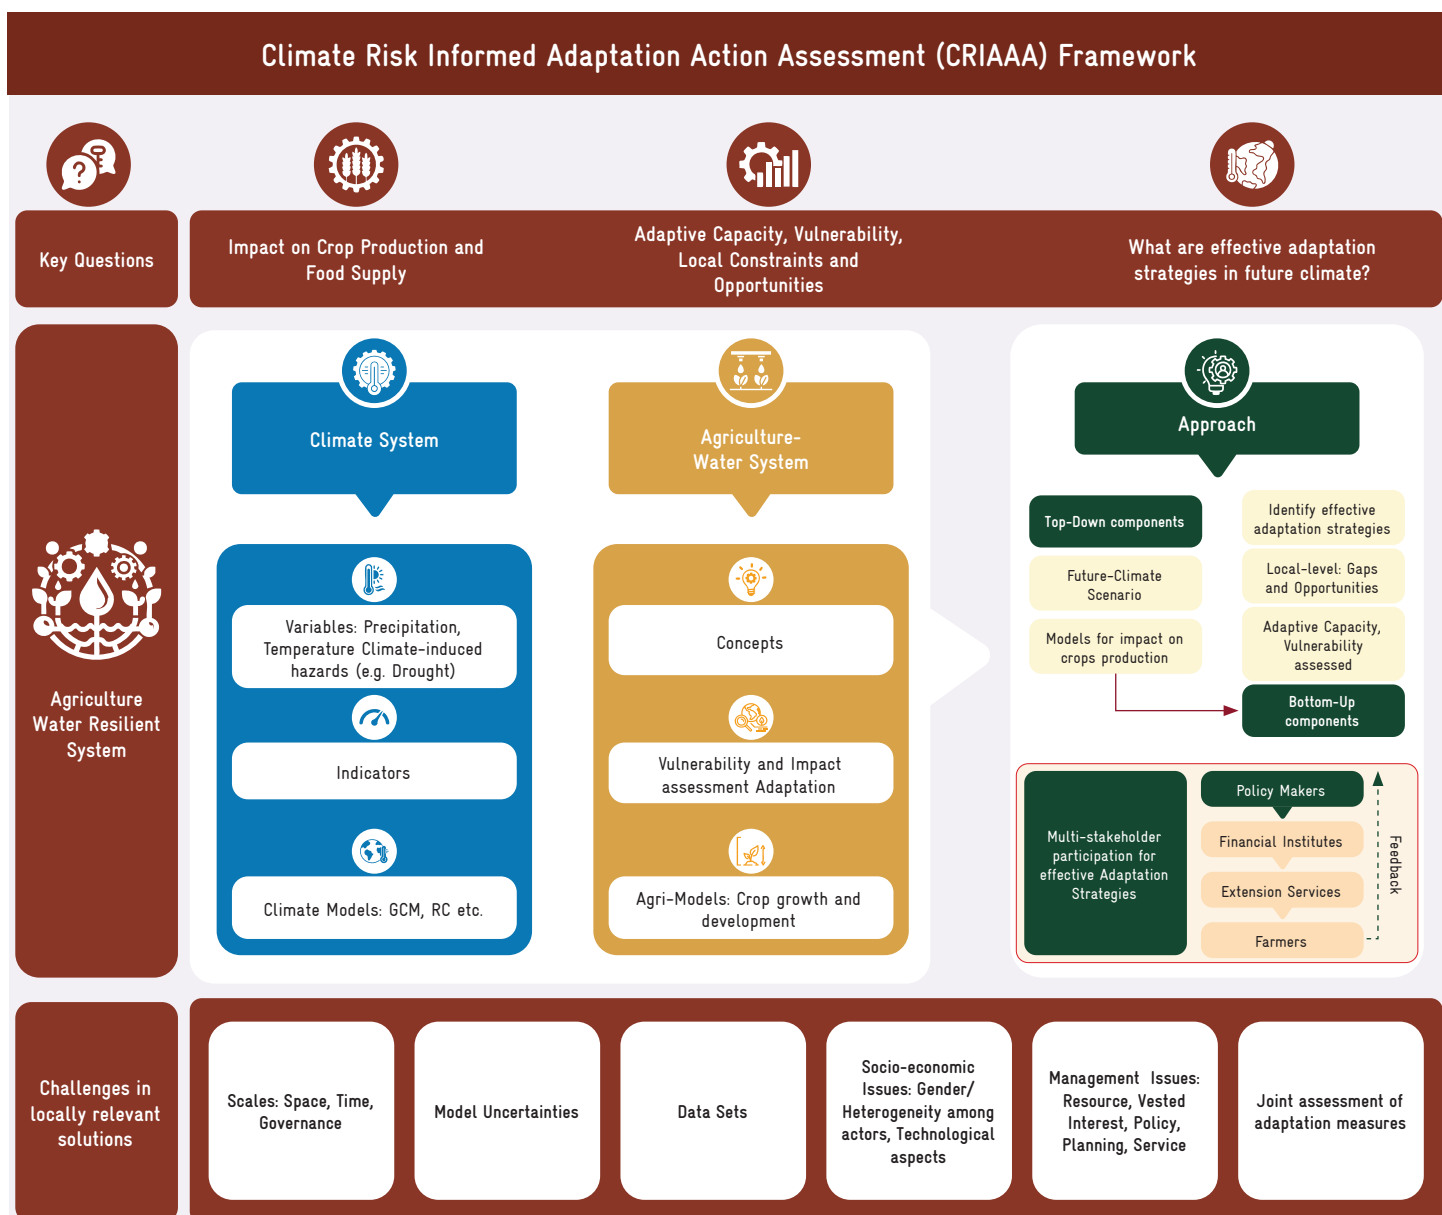 Climate Risk Informed Adaptation Action Assessment (CRIAAA) Framework
?
Key Questions
Impact on Crop Production and
Food Supply
Adaptive Capacity, Vulnerability,
Local Constraints and
Opportunities
What are effective adaptation
strategies in future climate?
Agriculture
Water Resilient
System
Climate System
Variables: Precipitation,
Temperature Climate-induced
hazards (e.g. Drought)
Indicators
Climate Models: GCM, RC etc.
Agriculture-
Water System
Concepts
Vulnerability and Impact
assessment Adaptation
Agri-Models: Crop growth and
development
Approach
Top-Down components
Future-Climate
Scenario
Models for impact on
crops production
Identify effective
adaptation strategies
Local-level: Gaps
and Opportunities
Adaptive Capacity,
Vulnerability
assessed
Bottom-Up
components
Multi-stakeholder
participation for
effective Adaptation
Strategies
Policy Makers
Financial Institutes
Extension Services
Farmers
Feedback
Challenges in
locally relevant
solutions
Scales: Space, Time,
Governance
Model Uncertainties
Data Sets
Socio-economic
Issues: Gender/
Heterogeneity among
actors, Technological
aspects
Management Issues:
Resource, Vested
Interest, Policy,
Planning, Service
Joint assessment of
adaptation measures